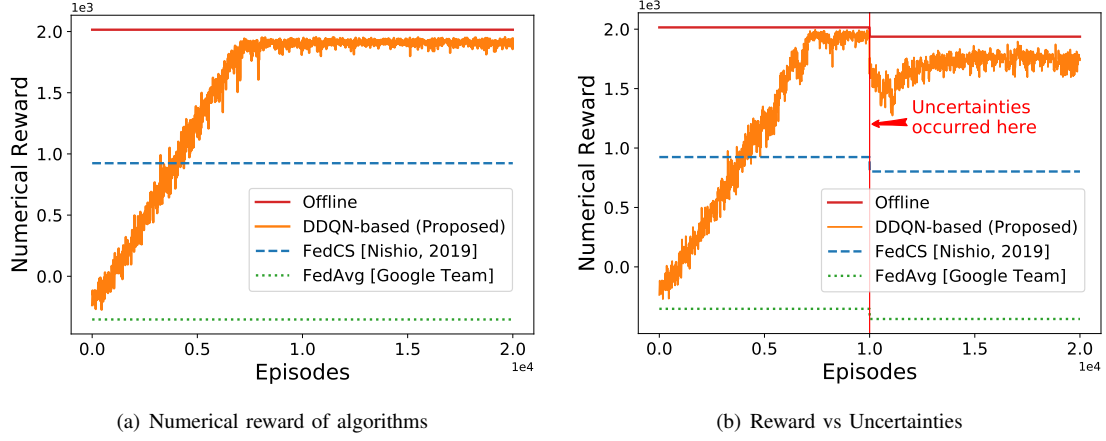 1e3
2.0
1.5
1.0
0.5
0.0
Numerical Reward
Offline
DDQN-based (Proposed)
FedCS [Nishio, 2019]
FedAvg [Google Team]
0.0 0.5 1.0 1.5 2.0
1e4
Episodes
(a) Numerical reward of algorithms
1e3
2.0
1.5
1.0
0.5
0.0
Numerical Reward
Uncertainties
occurred here
Offline
DDQN-based (Proposed)
FedCS [Nishio, 2019]
FedAvg [Google Team]
0.0 0.5 1.0 1.5 2.0
1e4
Episodes
(b) Reward vs Uncertainties